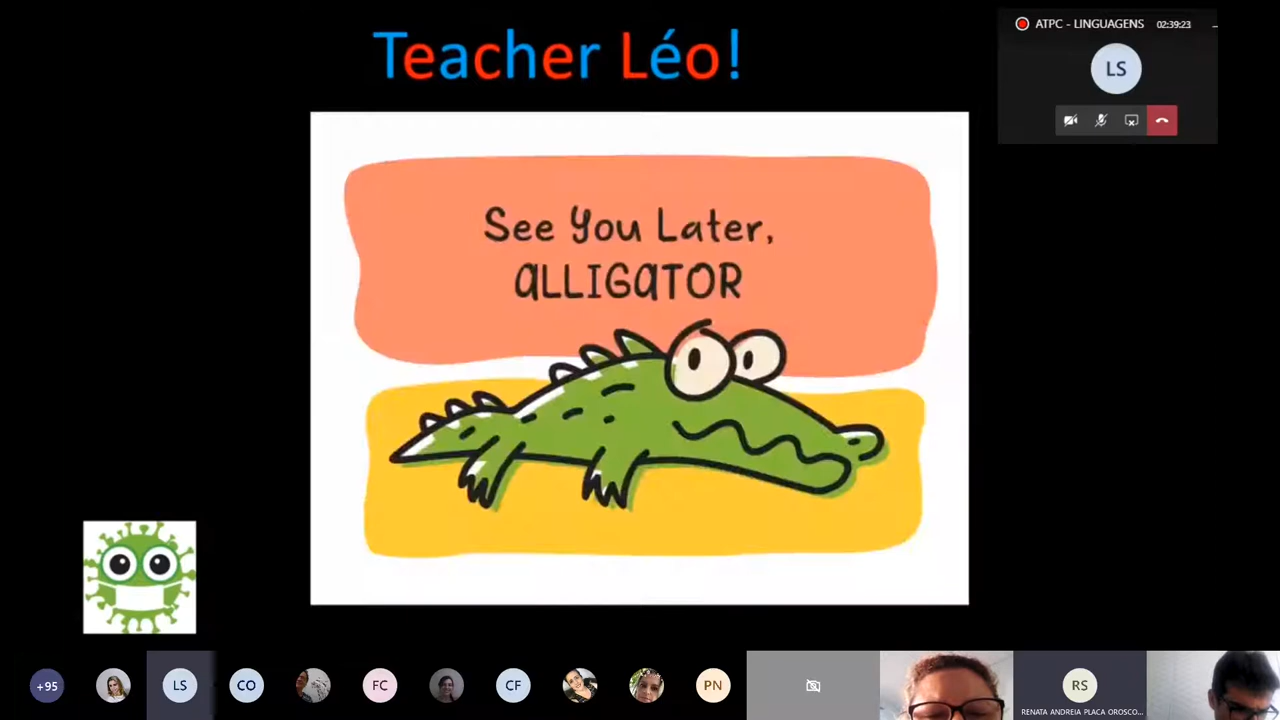 Teacher Léo!
ATPC - LINGUAGENS 02:39:23
LS
See You Later,
ALLIGATOR
+95
LS
CO
FC
CF
PN
RS
RENATA ANDREIA PLACA OROSCO...